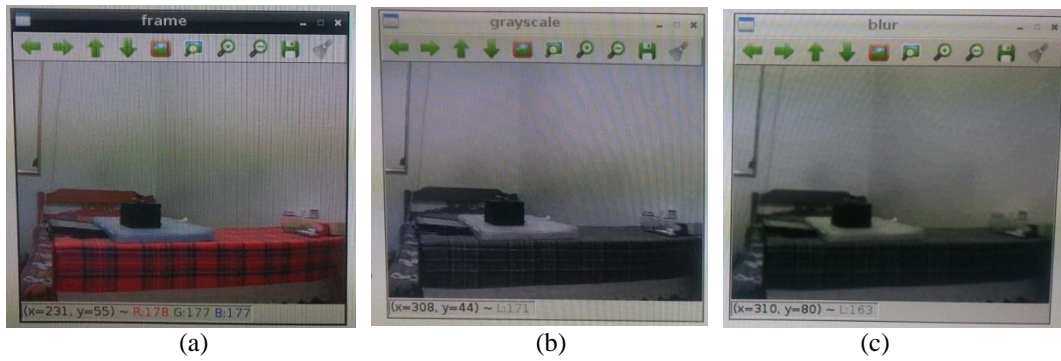 frame
grayscale
blur
(x=231, y=55) ~ R:178 G:177 B:177
(x=308, y=44) ~ L:171
(x=310, y=80) ~ L:163
(a)
(b)
(c)